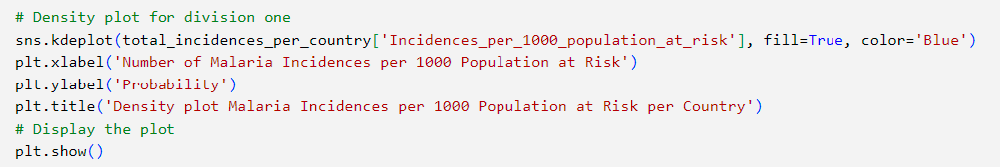 # Density plot for division one
sns.kdeplot(total_incidences_per_country['Incidences_per_1000_population_at_risk'], fill=True, color='Blue')
plt.xlabel('Number of Malaria Incidences per 1000 Population at Risk')
plt.ylabel('Probability')
plt.title('Density plot Malaria Incidences per 1000 Population at Risk per Country')
# Display the plot
plt.show()